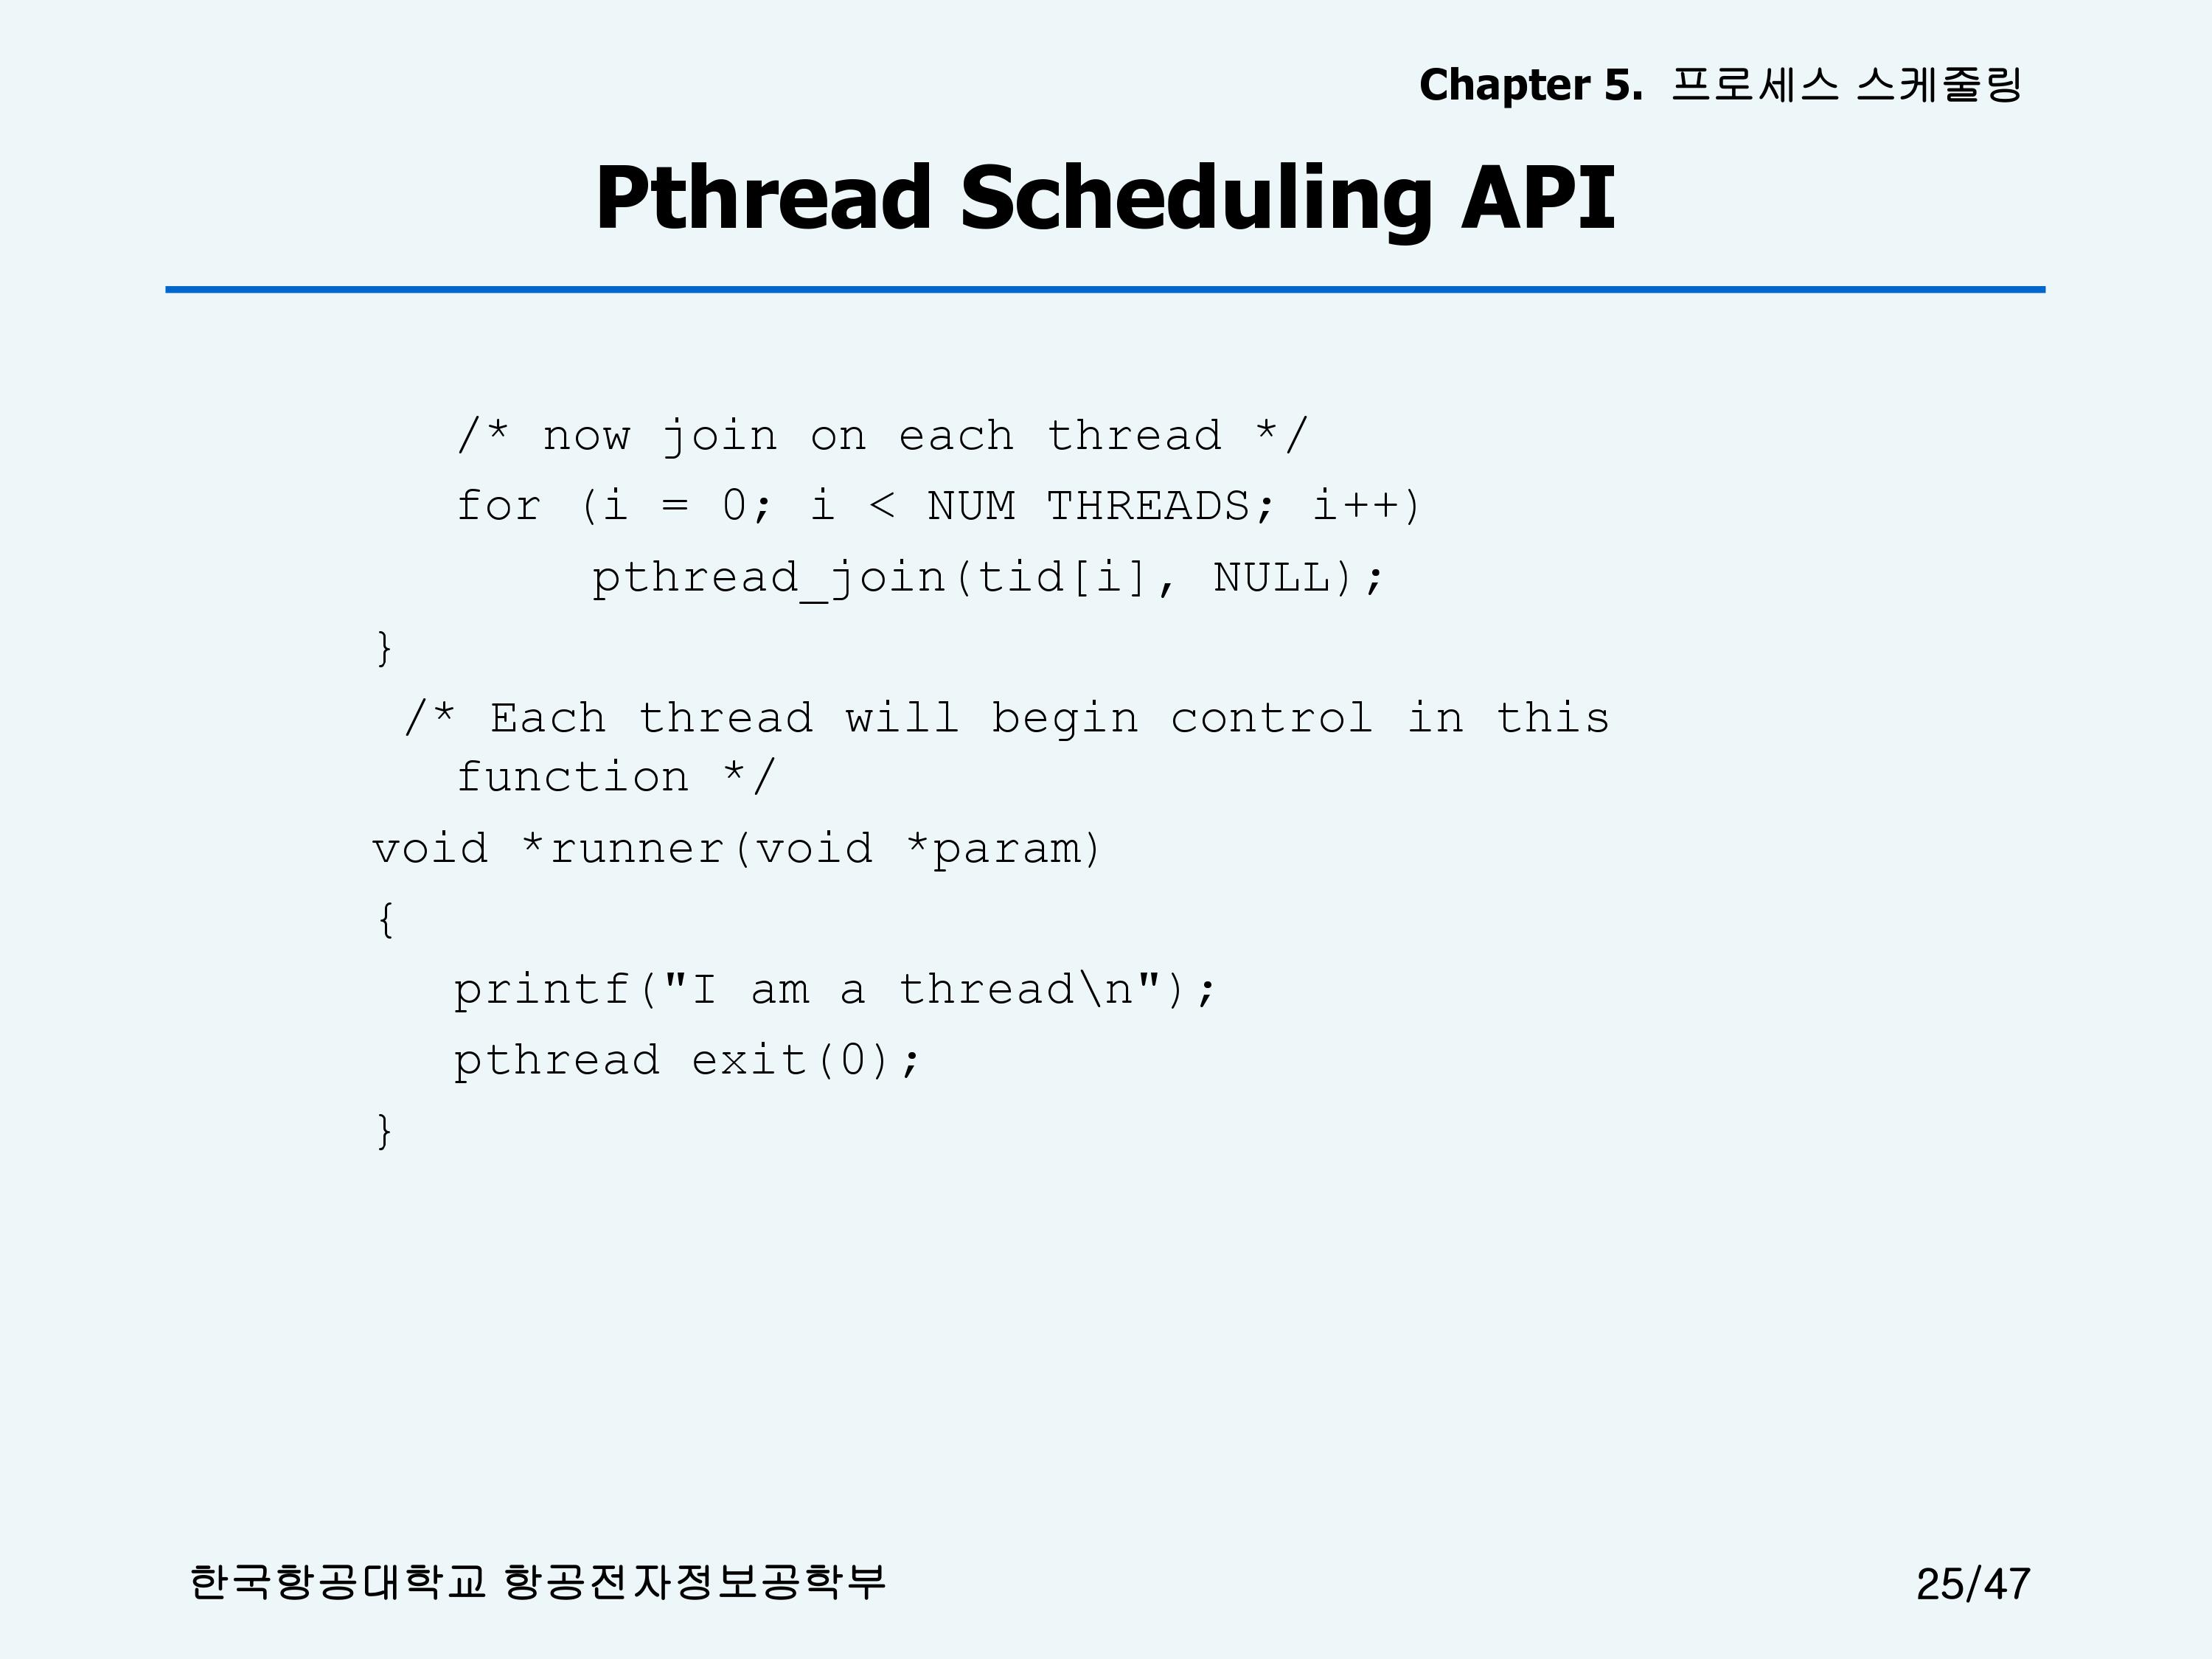 Chapter 5. 프로세스 스케줄링
Pthread Scheduling API
/* now join on each thread */
for (i = 0; i < NUM THREADS; i++)
pthread_join(tid[i], NULL);
}
/* Each thread will begin control in this
function */
void *runner(void *param)
{
printf("I am a thread\n");
pthread exit(0);
}
한국항공대학교 항공전자정보공학부
25/47